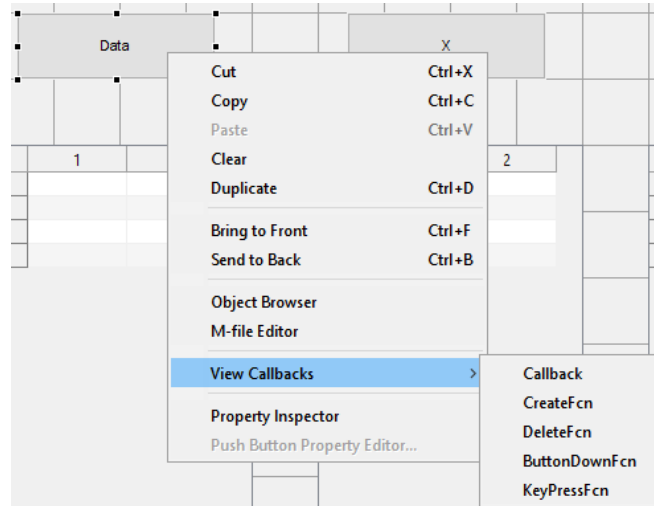 Data
X
Cut Ctrl+X
Copy Ctrl+C
Paste Ctrl+V
Clear
1
2
Duplicate Ctrl+D
Bring to Front Ctrl+F
Send to Back Ctrl+B
Object Browser
M-file Editor
View Callbacks >
Callback
CreateFcn
DeleteFcn
ButtonDownFcn
KeyPressFcn
Property Inspector
Push Button Property Editor...